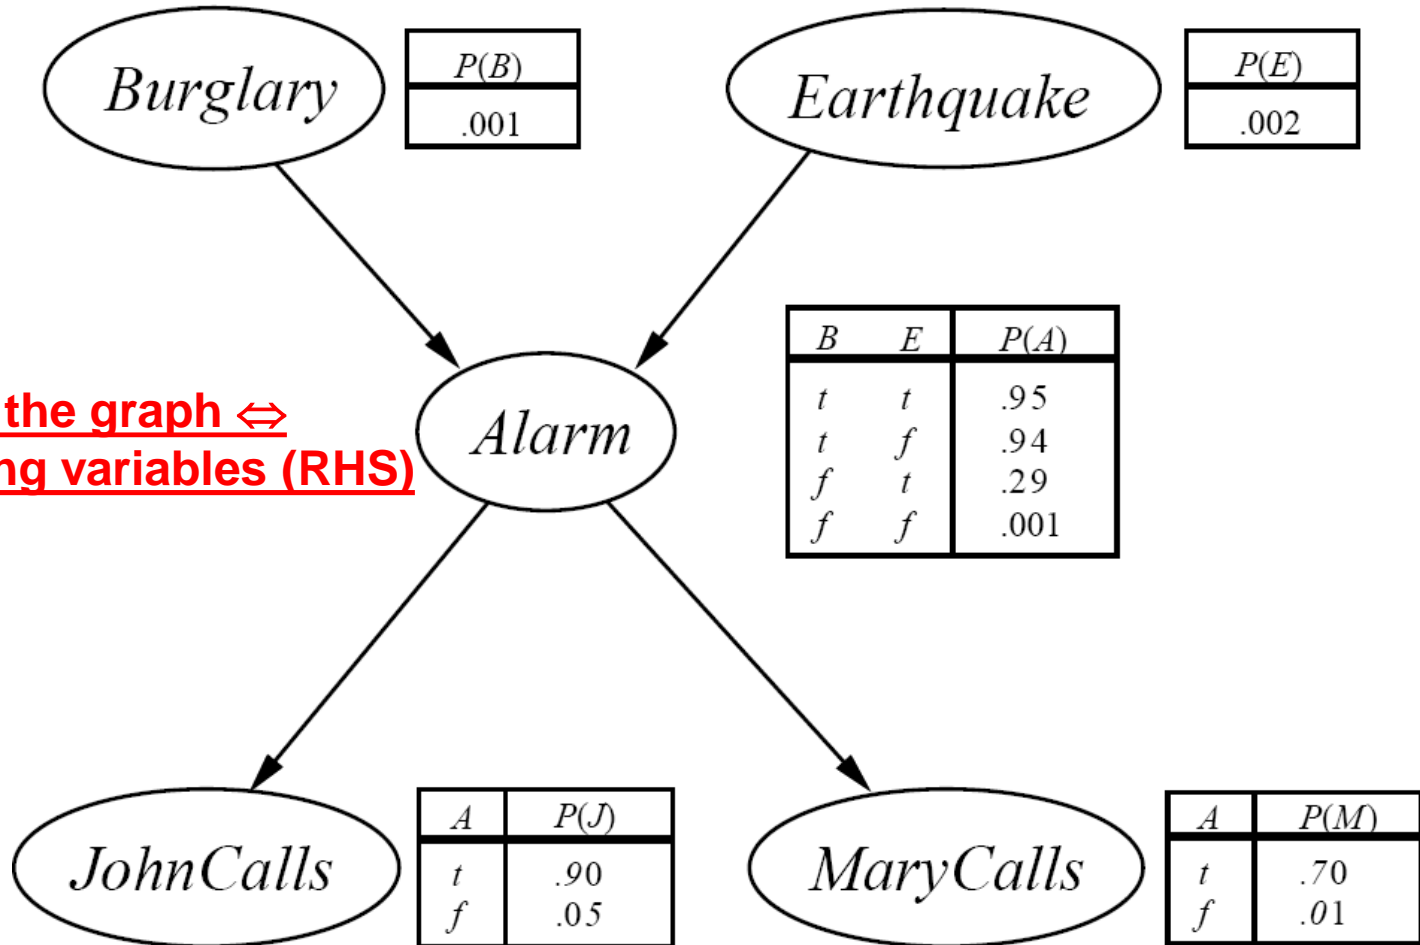 Burglary
P(B)
.001
Earthquake
P(E)
.002
the graph ⇔
variables (RHS)
Alarm
B E P(A)
t t .95
t f .94
f t .29
f f .001
JohnCalls
A P(J)
t .90
f .05
MaryCalls
A P(M)
t .70
f .01